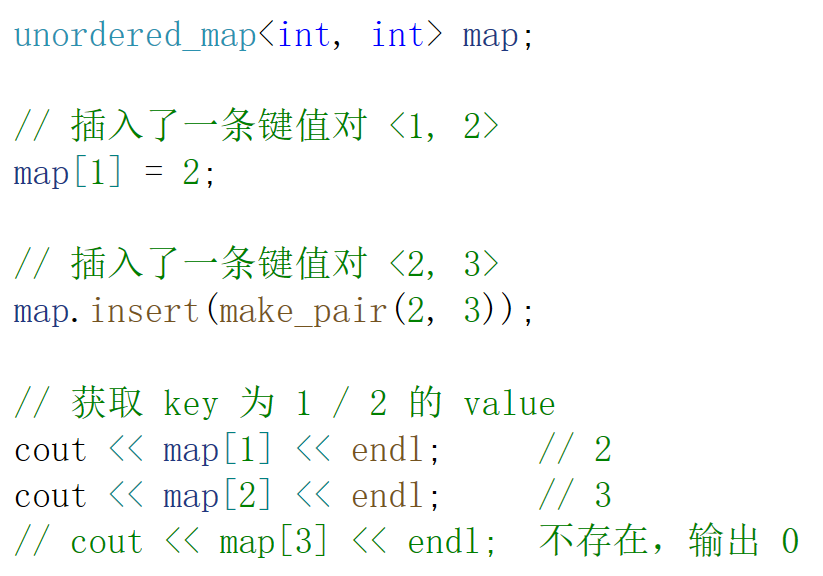 unordered_map<int, int> map;
// 插入了一条键值对 <1, 2>
map[1] = 2;
// 插入了一条键值对 <2, 3>
map.insert(make_pair(2, 3));
// 获取 key 为 1 / 2 的 value
cout << map[1] << endl;     // 2
cout << map[2] << endl;     // 3
// cout << map[3] << endl;  不存在，输出 0